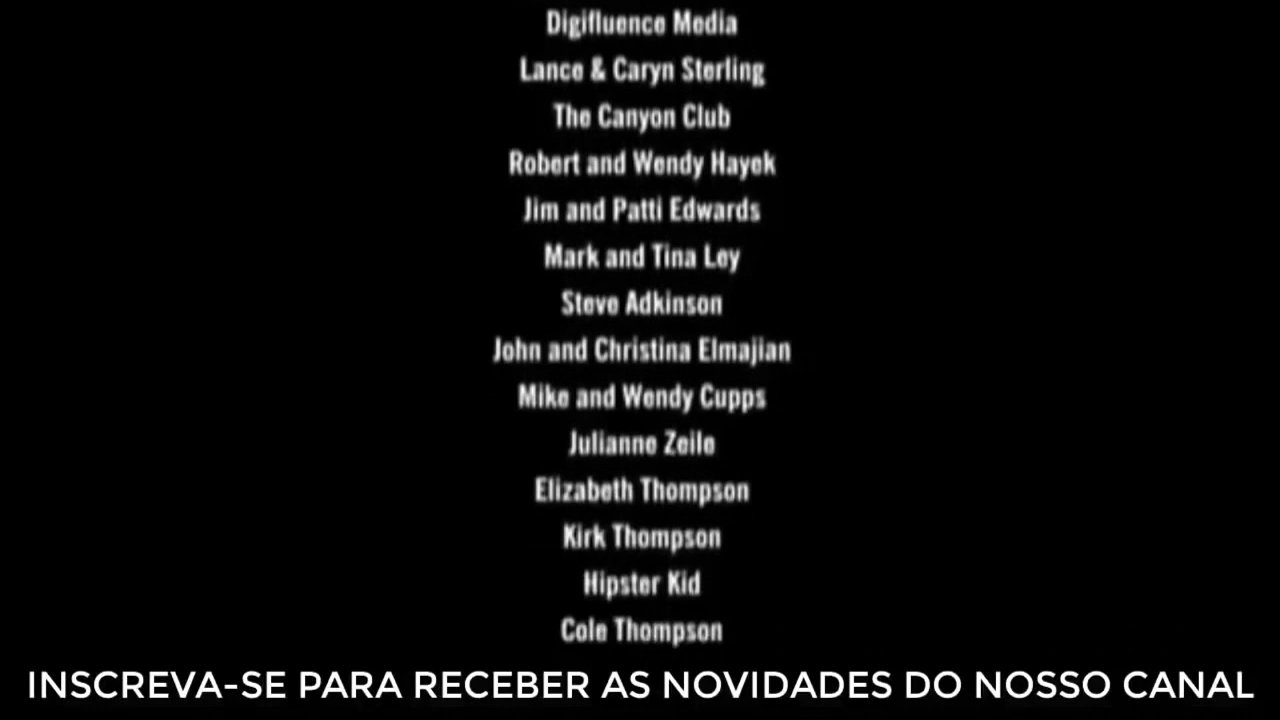 Digifluence Media
Lance & Caryn Sterling
The Canyon Club
Robert and Wendy Hayek
Jim and Patti Edwards
Mark and Tina Ley
Steve Adkinson
John and Christina Elmajian
Mike and Wendy Cupps
Julianne Zeile
Elizabeth Thompson
Kirk Thompson
Hipster Kid
Cole Thompson
INSCREVA-SE PARA RECEBER AS NOVIDADES DO NOSSO CANAL